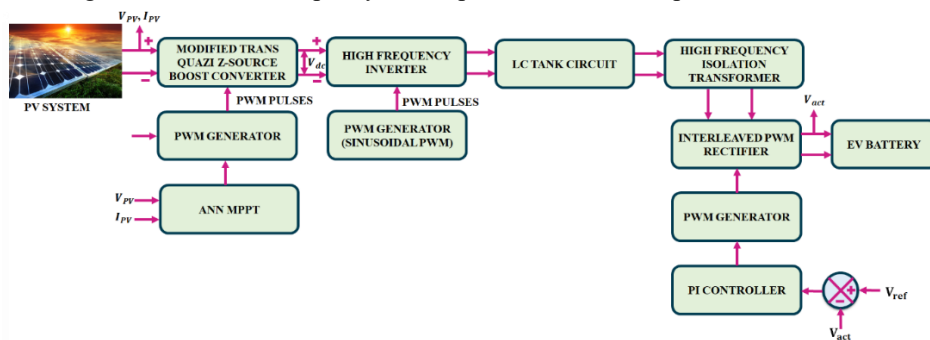 V_PV, I_PV
+
-
PV SYSTEM
MODIFIED TRANS
QUAZI Z-SOURCE
BOOST CONVERTER
+
V_dc
-
HIGH FREQUENCY
INVERTER
LC TANK CIRCUIT
HIGH FREQUENCY
ISOLATION
TRANSFORMER
PWM PULSES
PWM PULSES
PWM GENERATOR
PWM GENERATOR
(SINUSOIDAL PWM)
V_act
INTERLEAVED PWM
RECTIFIER
EV BATTERY
V_PV
I_PV
ANN MPPT
PWM GENERATOR
PI CONTROLLER
+
-
V_ref
V_act